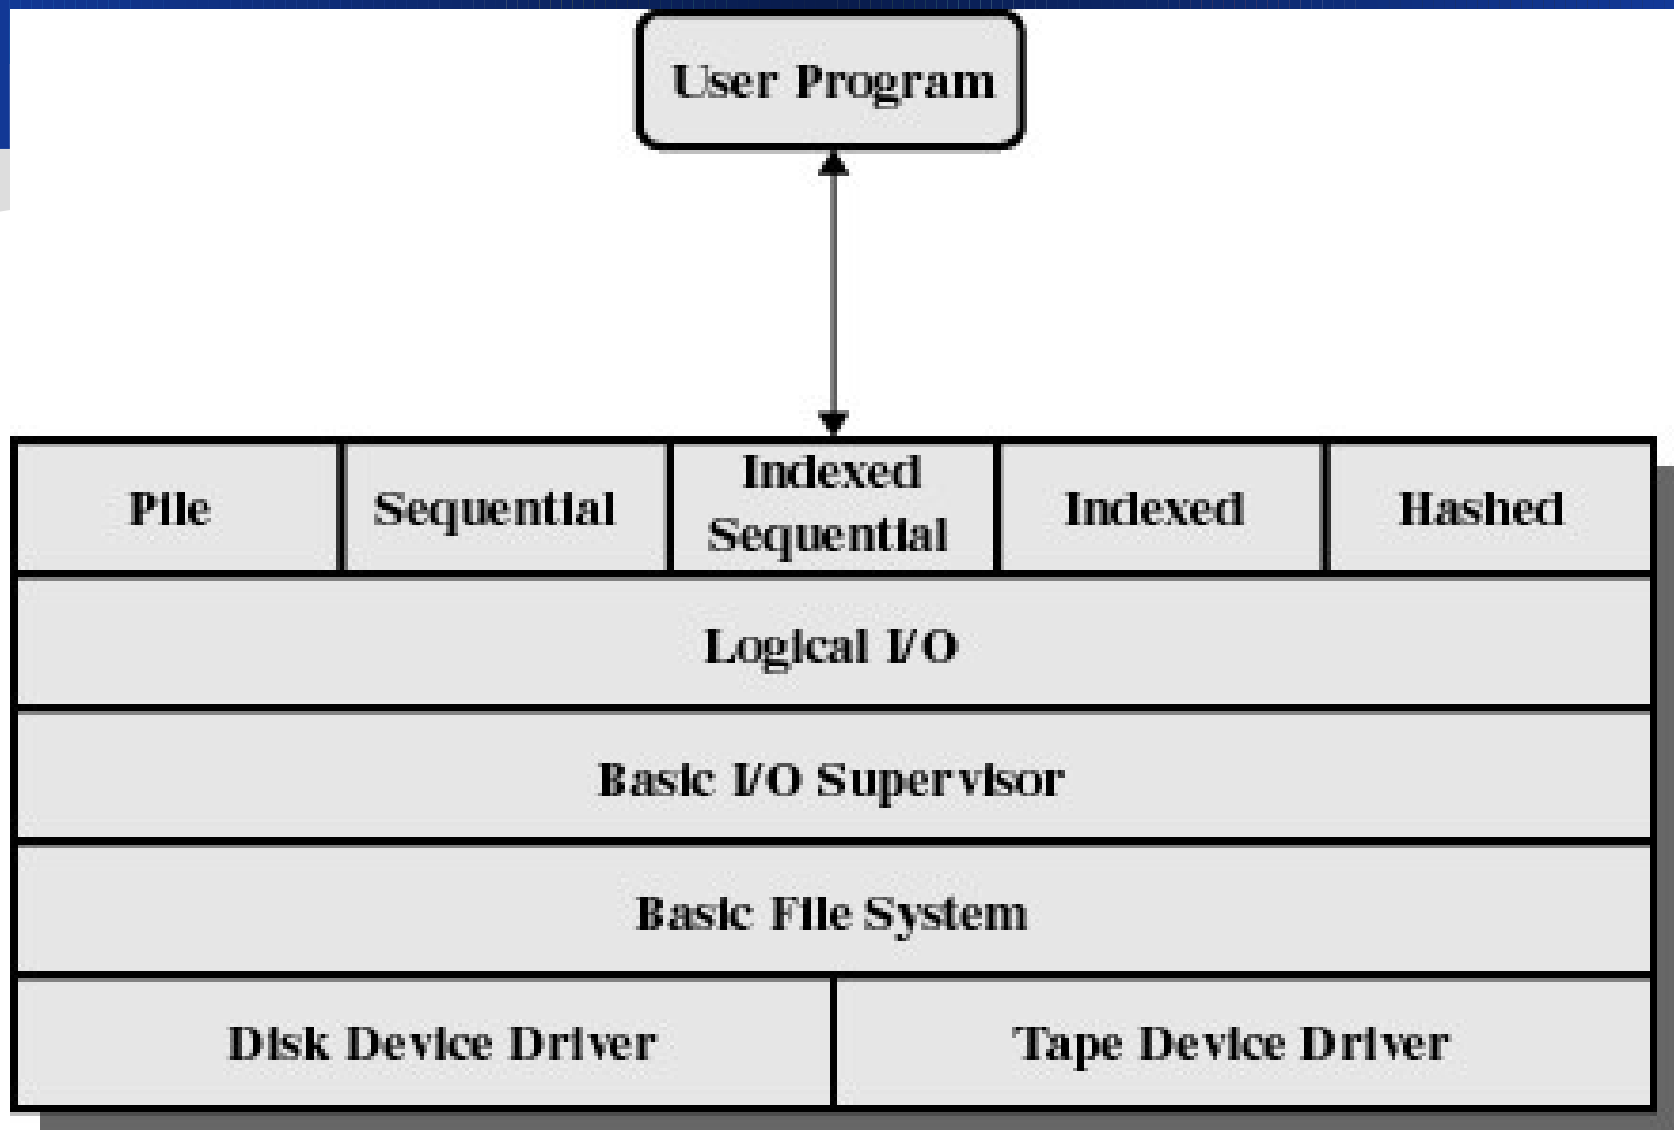 User Program
Pile
Sequential
Indexed
Sequential
Indexed
Hashed
Logical I/O
Basic I/O Supervisor
Basic File System
Disk Device Driver
Tape Device Driver